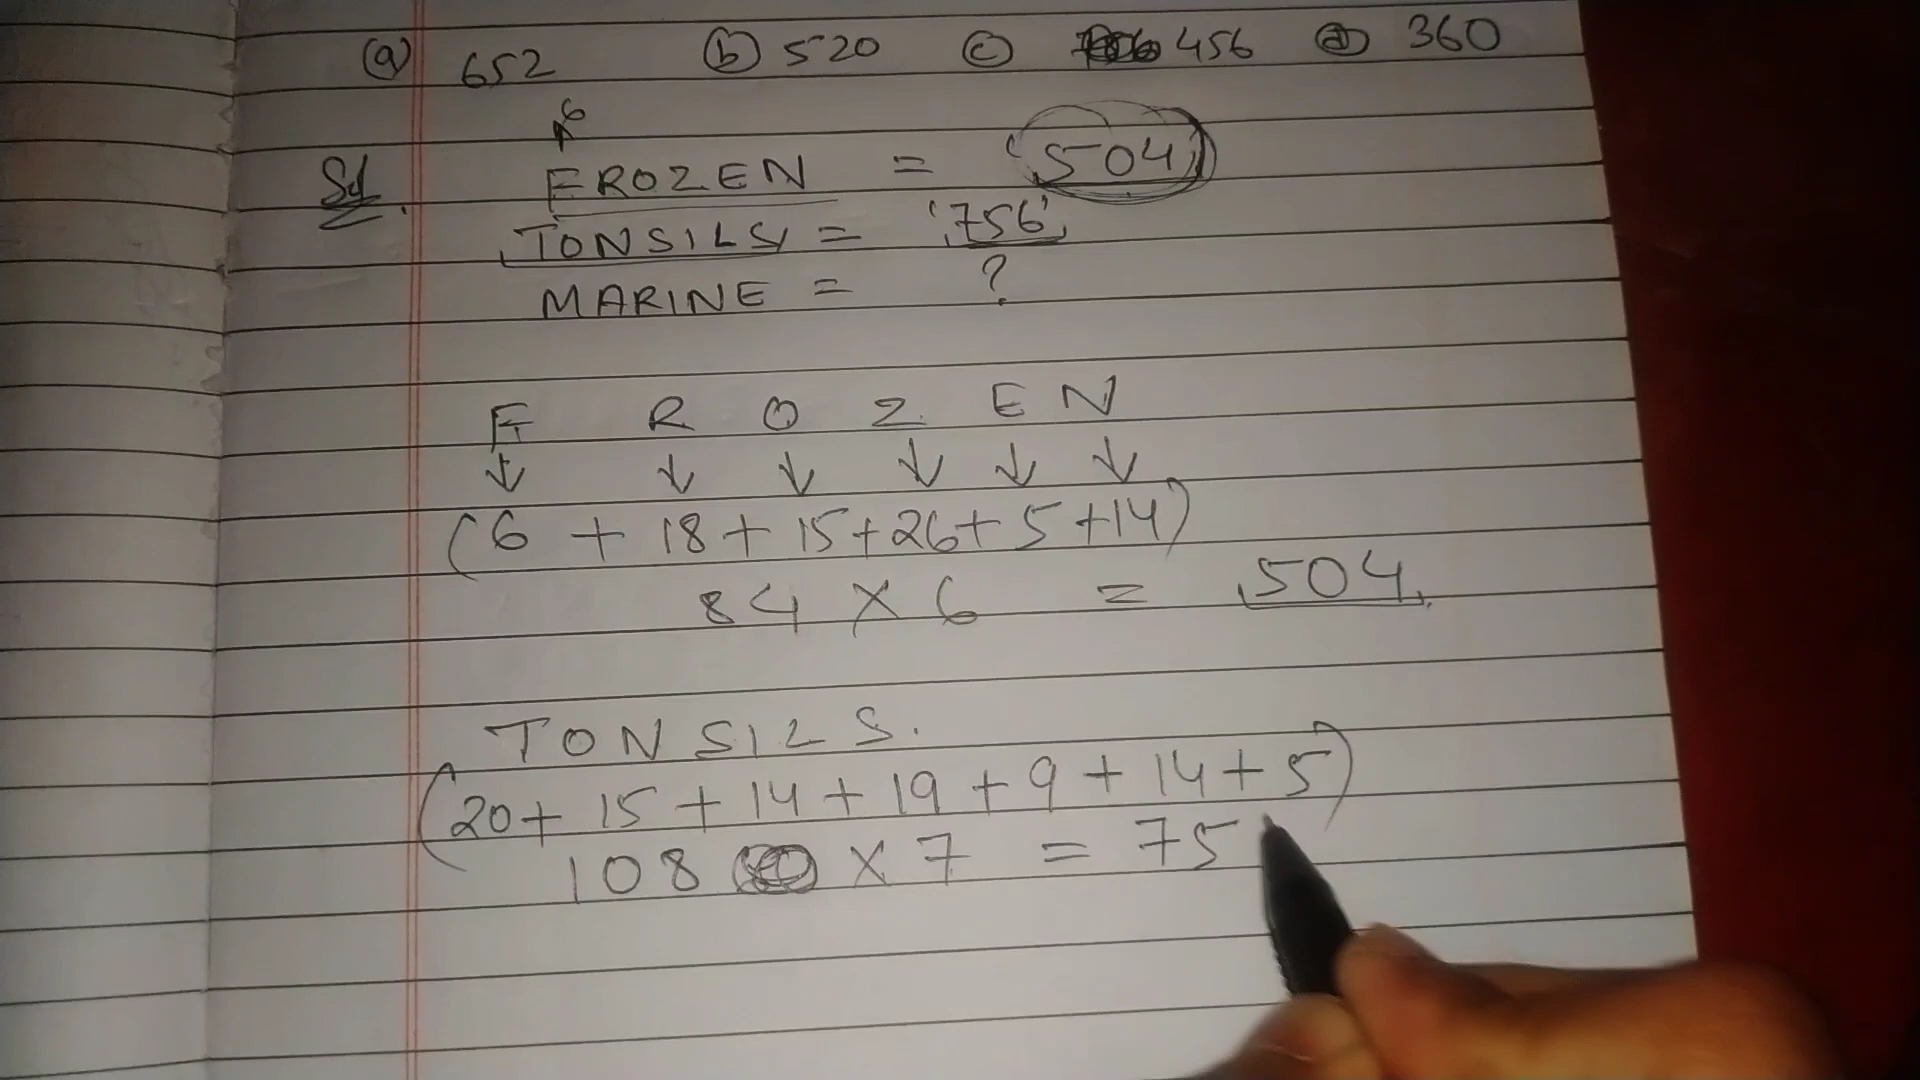 (a) 652 (b) 520 (c) 456 (d) 360
6
Sol. FROZEN = '504'
TONSILS = '756'
MARINE = ?
F R O Z E N
↓ ↓ ↓ ↓ ↓ ↓
(6 + 18 + 15 + 26 + 5 + 14)
84 × 6 = 504
TONSILS.
(20 + 15 + 14 + 19 + 9 + 14 + 5)
108 × 7 = 75